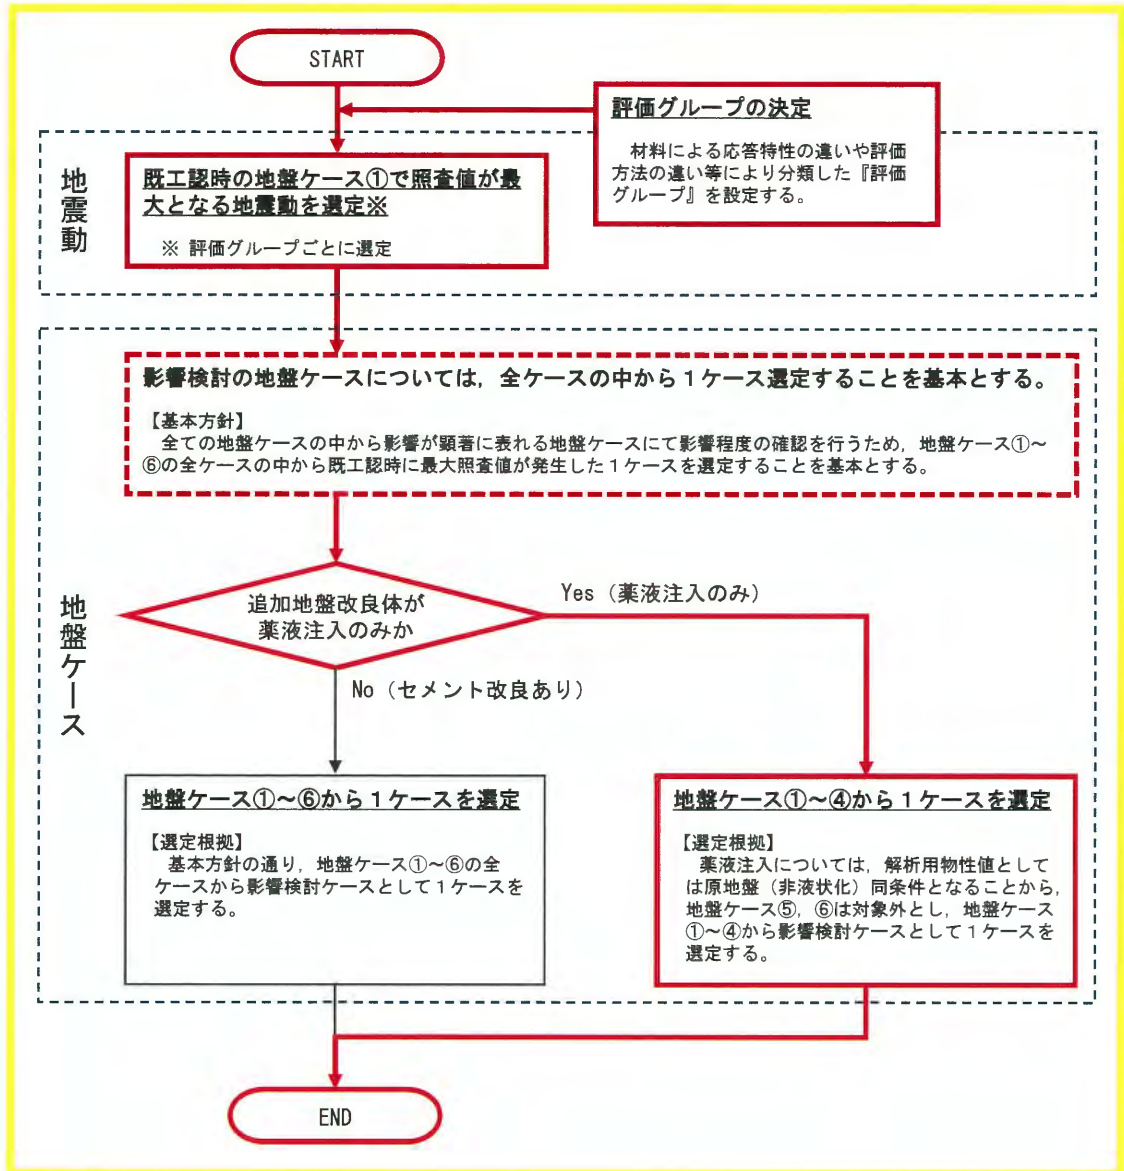 START
評価グループの決定
材料による応答特性の違いや評価
方法の違い等により分類した『評価
グループ』を設定する。
地震動
既工認時の地盤ケース①で照査値が最
大となる地震動を選定※
※ 評価グループごとに選定
地盤ケース
影響検討の地盤ケースについては，全ケースの中から１ケース選定することを基本とする。
【基本方針】
全ての地盤ケースの中から影響が顕著に表れる地盤ケースにて影響程度の確認を行うため，地盤ケース①～
⑥の全ケースの中から既工認時に最大照査値が発生した１ケースを選定することを基本とする。
追加地盤改良体が
薬液注入のみか
Yes（薬液注入のみ）
No（セメント改良あり）
地盤ケース①～⑥から１ケースを選定
【選定根拠】
基本方針の通り，地盤ケース①～⑥の全
ケースから影響検討ケースとして１ケースを
選定する。
地盤ケース①～④から１ケースを選定
【選定根拠】
薬液注入については，解析用物性値として
は原地盤（非液状化）同条件となることから，
地盤ケース⑤，⑥は対象外とし，地盤ケース
①～④から影響検討ケースとして１ケースを
選定する。
END